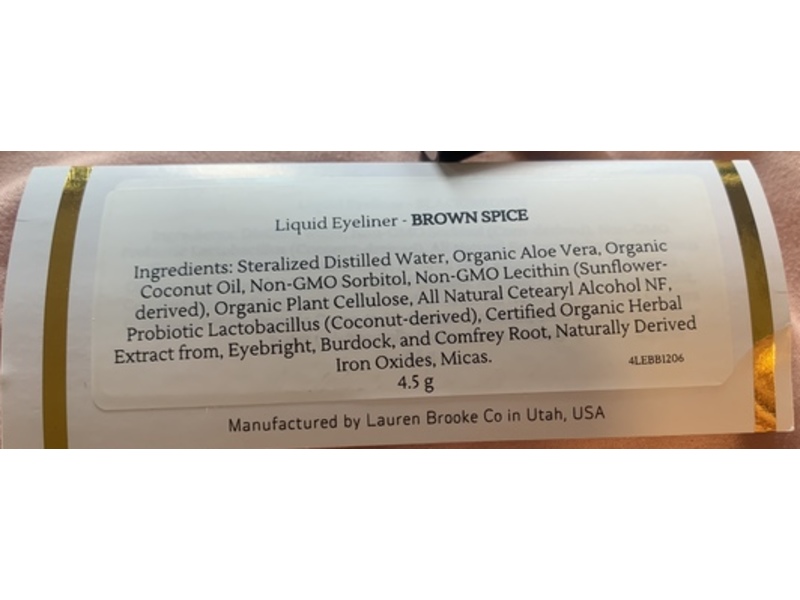 Liquid Eyeliner - BROWN SPICE
Ingredients: Steralized Distilled Water, Organic Aloe Vera, Organic
Coconut Oil, Non-GMO Sorbitol, Non-GMO Lecithin (Sunflower-
derived), Organic Plant Cellulose, All Natural Cetearyl Alcohol NF,
Probiotic Lactobacillus (Coconut-derived), Certified Organic Herbal
Extract from, Eyebright, Burdock, and Comfrey Root, Naturally Derived
Iron Oxides, Micas.
4LEBB1206
4.5 g
Manufactured by Lauren Brooke Co in Utah, USA